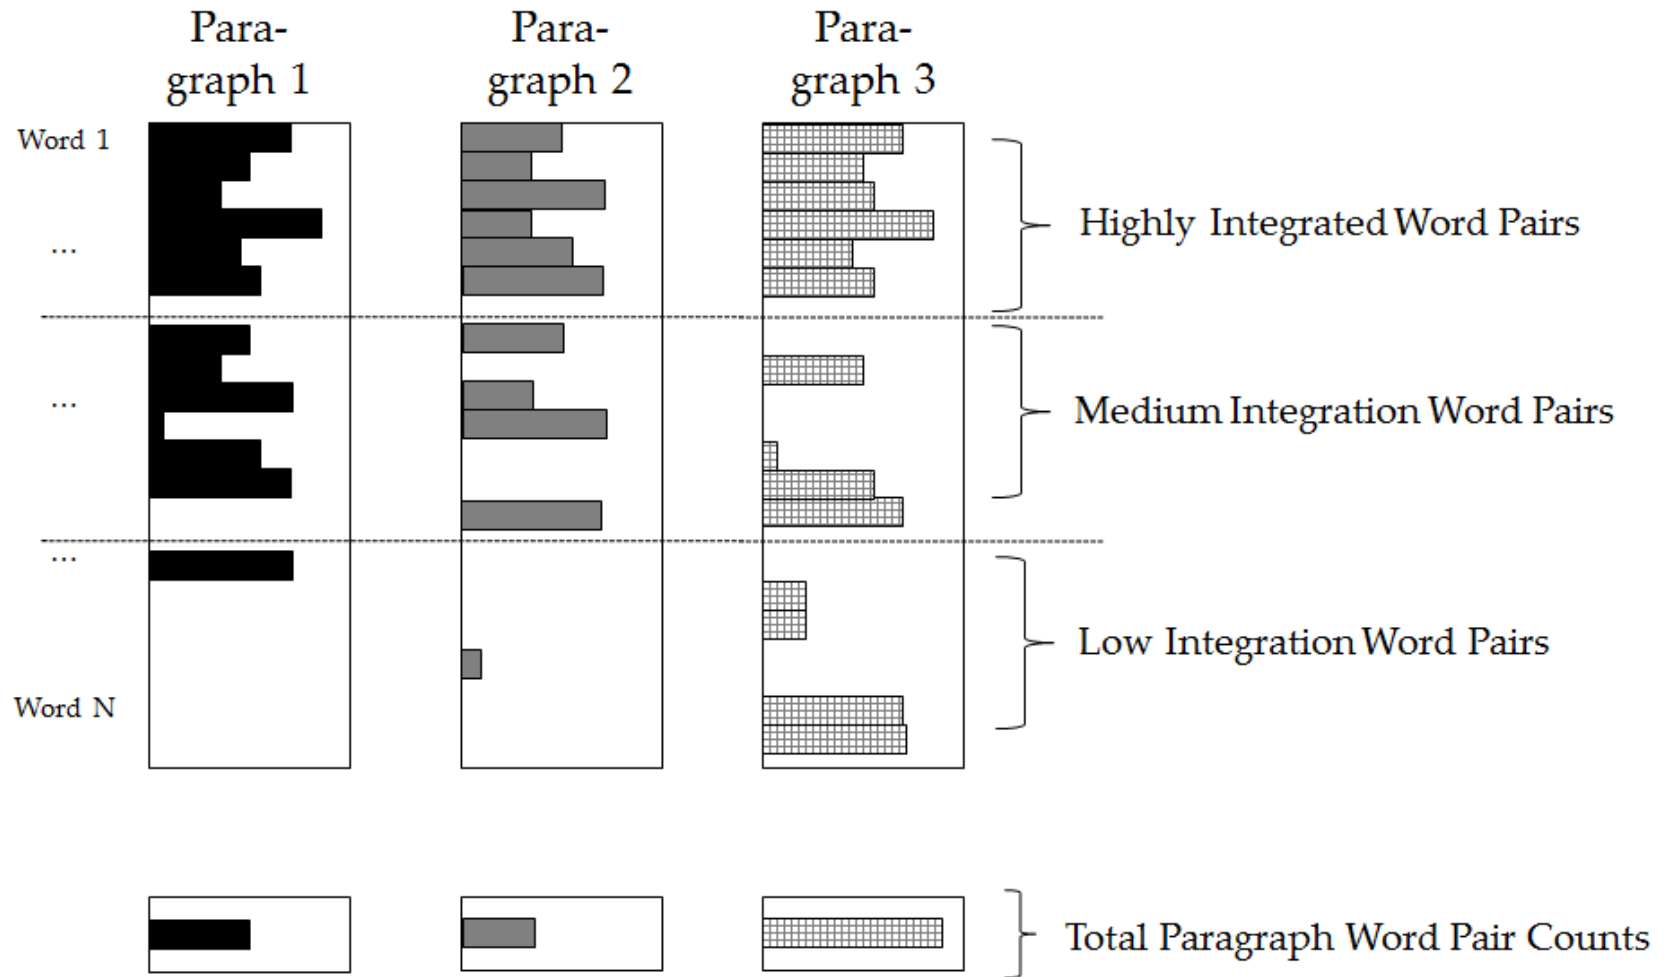 Para-
graph 1
Para-
graph 2
Para-
graph 3
Word 1
...
Highly Integrated Word Pairs
...
Medium Integration Word Pairs
...
Low Integration Word Pairs
Word N
Total Paragraph Word Pair Counts